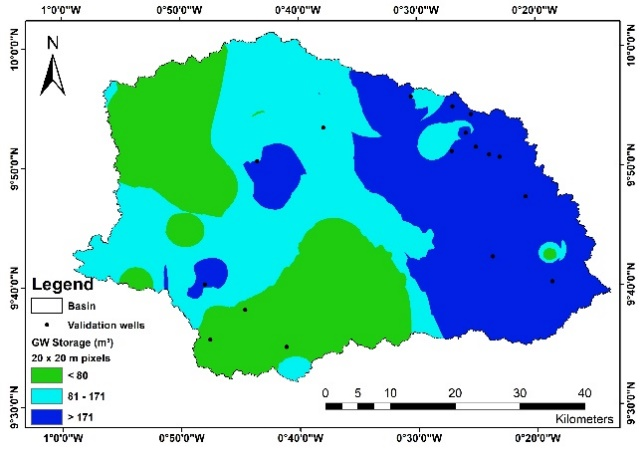 1°0'0"W 0°50'0"W 0°40'0"W 0°30'0"W 0°20'0"W
N
10°0'0"N 10°0'0"N
9°50'0"N 9°50'0"N
9°40'0"N 9°40'0"N
9°30'0"N 9°30'0"N
Legend
Basin
Validation wells
GW Storage (m³)
20 x 20 m pixels
< 80
81 - 171
> 171
0 5 10 20 30 40
Kilometers
1°0'0"W 0°50'0"W 0°40'0"W 0°30'0"W 0°20'0"W